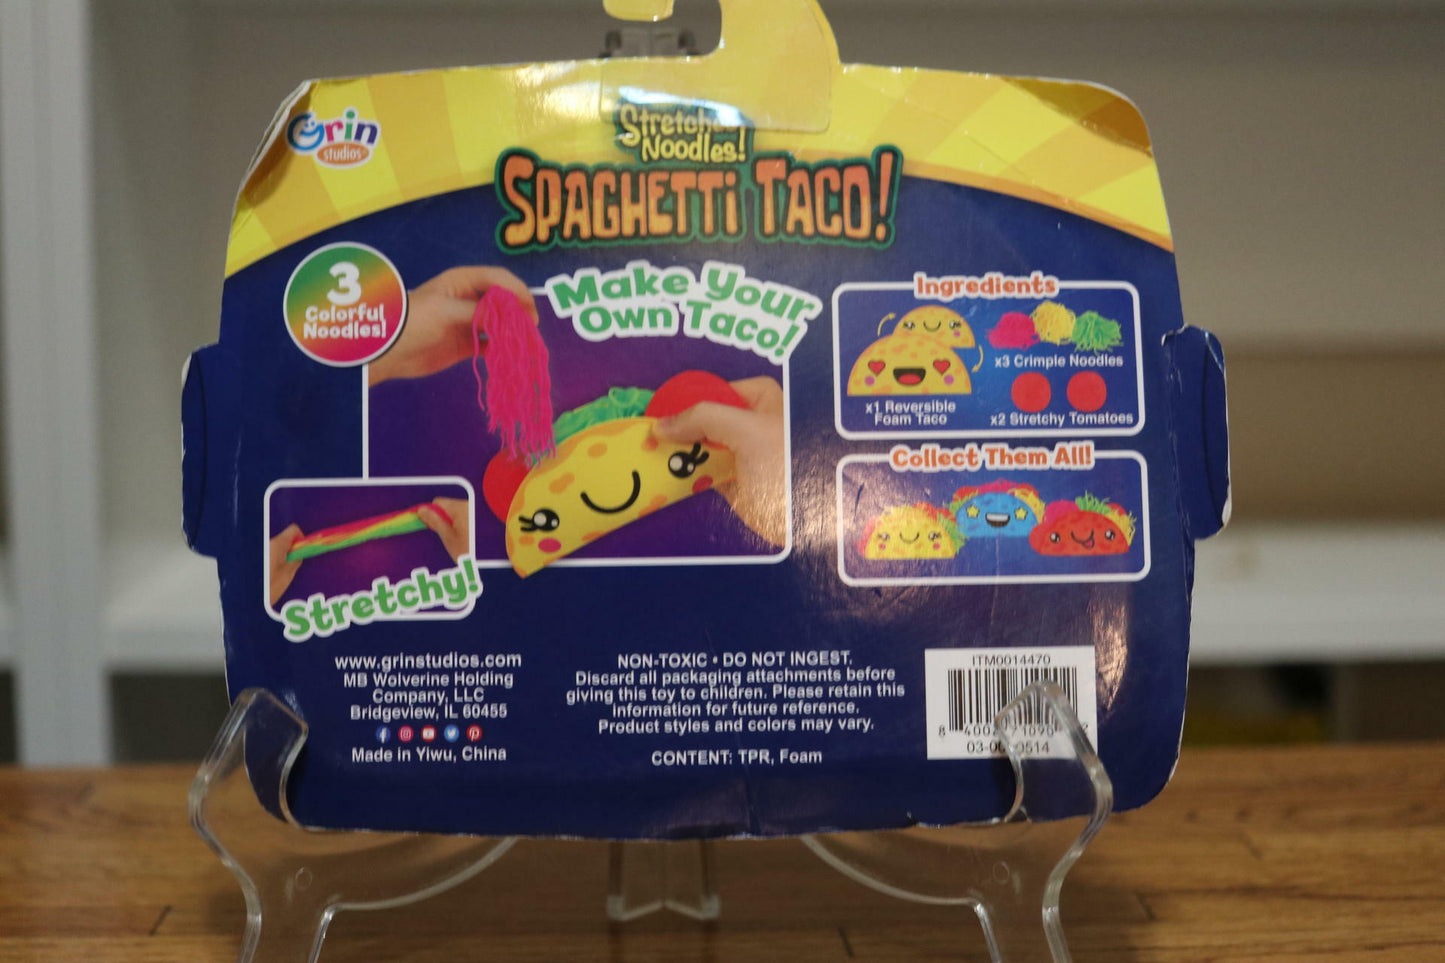 Grin
studios
Noodles!
SPAGHETTI TACO!
3
Colorful
Noodles!
Make Your
Own Taco!
Stretchy!
Ingredients
x3 Crimple Noodles
x1 Reversible
Foam Taco
x2 Stretchy Tomatoes
Collect Them All!
www.grinstudios.com
MB Wolverine Holding
Company, LLC
Bridgeview, IL 60455
Made in Yiwu, China
NON-TOXIC • DO NOT INGEST.
Discard all packaging attachments before
giving this toy to children. Please retain this
information for future reference.
Product styles and colors may vary.
CONTENT: TPR, Foam
ITM0014470